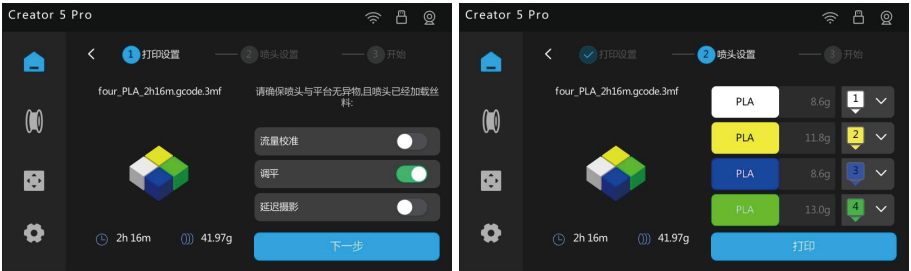 Creator 5 Pro
1 打印设置
2 喷头设置
3 开始
four_PLA_2h16m.gcode.3mf
请确保喷头与平台无异物,且喷头已经加载丝
料:
流量校准
调平
延迟摄影
2h 16m
41.97g
下一步
Creator 5 Pro
打印设置
2 喷头设置
3 开始
four_PLA_2h16m.gcode.3mf
PLA 8.6g 1
PLA 11.8g 2
PLA 8.6g 3
PLA 13.0g 4
2h 16m
41.97g
打印